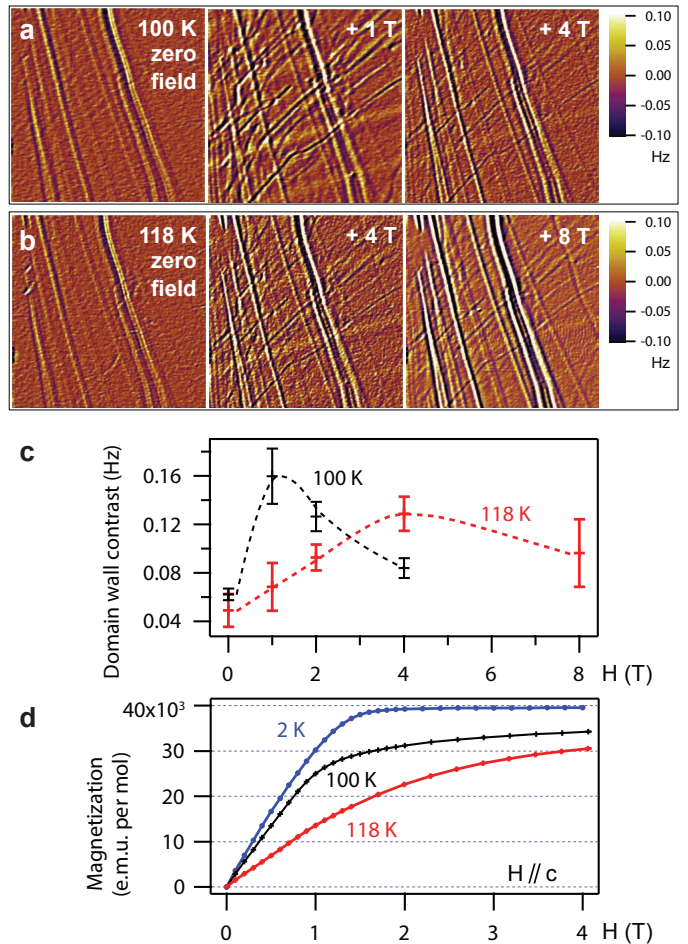 a 100 K zero field + 1 T + 4 T
0.10
0.05
0.00
-0.05
-0.10
Hz
b 118 K zero field + 4 T + 8 T
0.10
0.05
0.00
-0.05
-0.10
Hz
c
Domain wall contrast (Hz)
0.16
0.12
0.08
0.04
100 K
118 K
0 2 4 6 8 H (T)
d
Magnetization
(e.m.u. per mol)
40x10³
30
20
10
0
2 K
100 K
118 K
H // c
0 1 2 3 4 H (T)